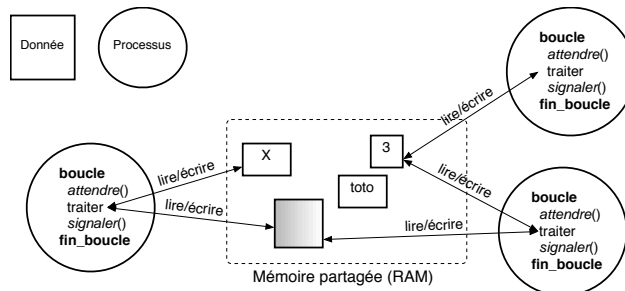 Donnée
Processus
boucle
attendre()
traiter
signaler()
fin_boucle
lire/écrire
3
X
lire/écrire
toto
lire/écrire
boucle
attendre()
traiter
signaler()
fin_boucle
lire/écrire
lire/écrire
boucle
attendre()
traiter
signaler()
fin_boucle
Mémoire partagée (RAM)